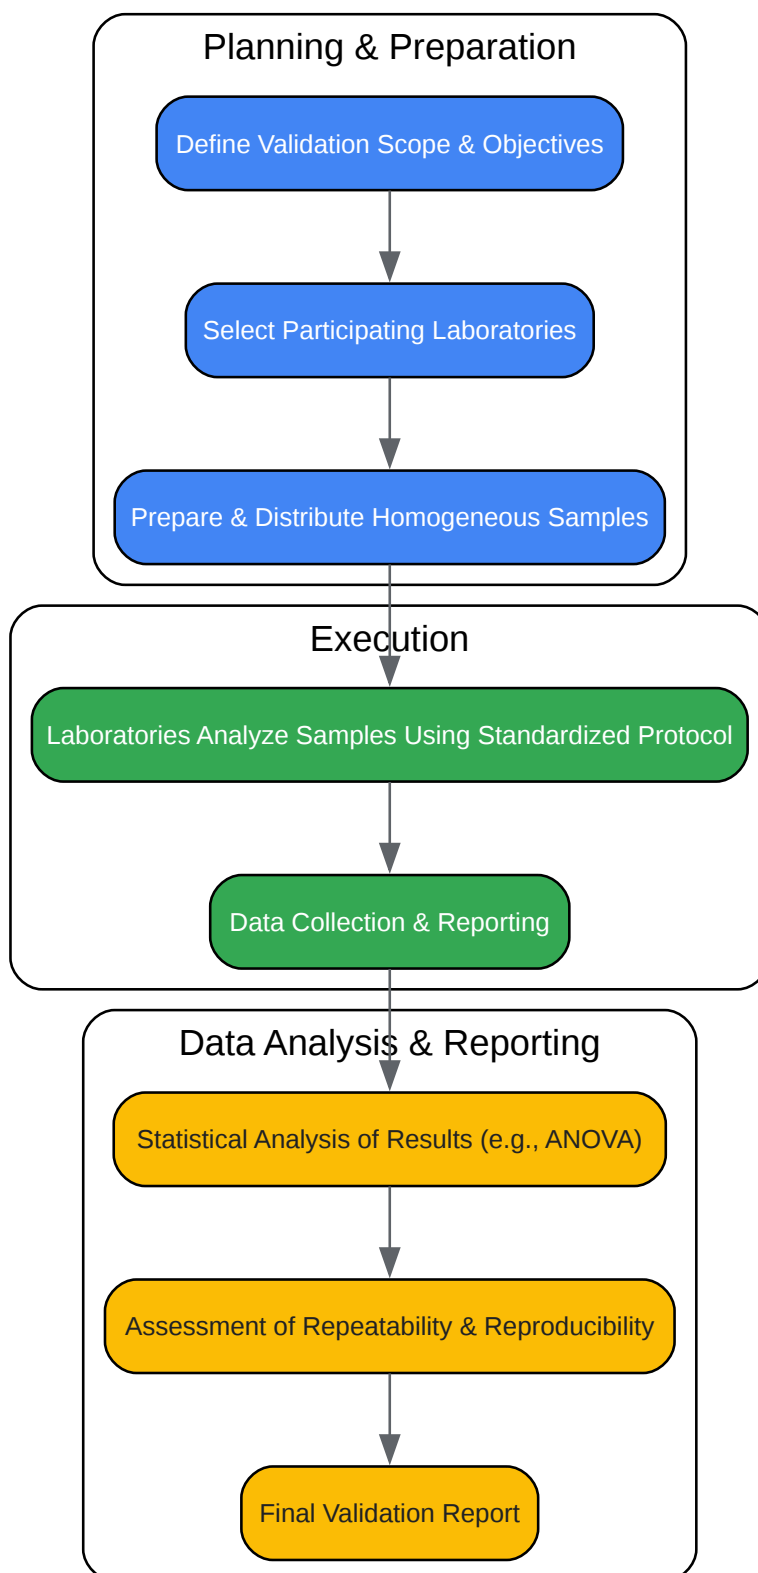 Planning & Preparation
Define Validation Scope & Objectives
Select Participating Laboratories
Prepare & Distribute Homogeneous Samples
Execution
Laboratories Analyze Samples Using Standardized Protocol
Data Collection & Reporting
Data Analysis & Reporting
Statistical Analysis of Results (e.g., ANOVA)
Assessment of Repeatability & Reproducibility
Final Validation Report